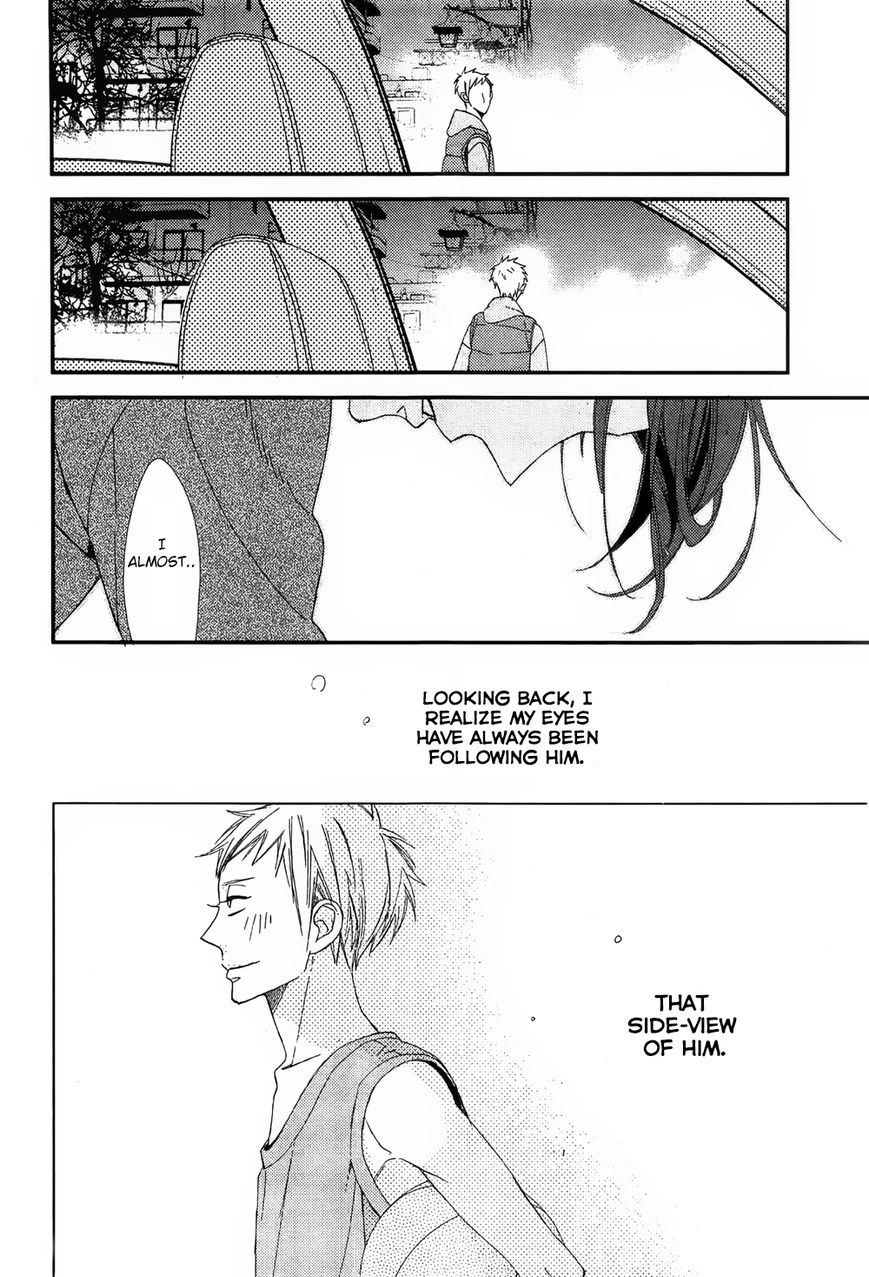 I
ALMOST..
LOOKING BACK, I
REALIZE MY EYES
HAVE ALWAYS BEEN
FOLLOWING HIM.
THAT
SIDE-VIEW
OF HIM.